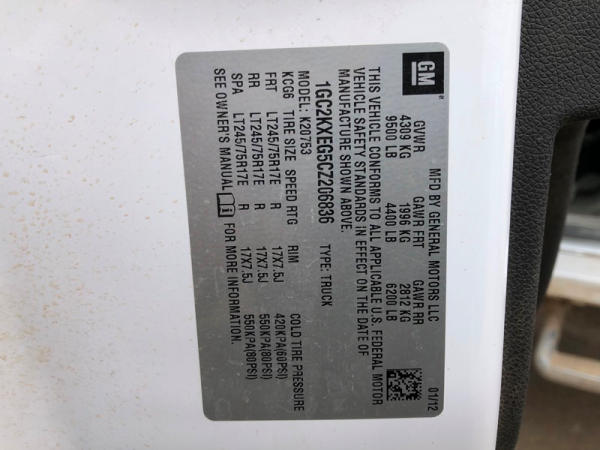 GM
MFD BY GENERAL MOTORS LLC 01/12
GVWR GAWR FRT GAWR RR
4309 KG 1996 KG 2812 KG
9500 LB 4400 LB 6200 LB
THIS VEHICLE CONFORMS TO ALL APPLICABLE U.S. FEDERAL MOTOR
VEHICLE SAFETY STANDARDS IN EFFECT ON THE DATE OF
MANUFACTURE SHOWN ABOVE.
1GC2KXEG5CZ206836 TYPE: TRUCK
MODEL: K20753
KCG6 TIRE SIZE SPEED RTG RIM COLD TIRE PRESSURE
FRT LT245/75R17E R 17X7.5J 420KPA(60PSI)
RR LT245/75R17E R 17X7.5J 550KPA(80PSI)
SPA LT245/75R17E R 17X7.5J 550KPA(80PSI)
SEE OWNER'S MANUAL FOR MORE INFORMATION.